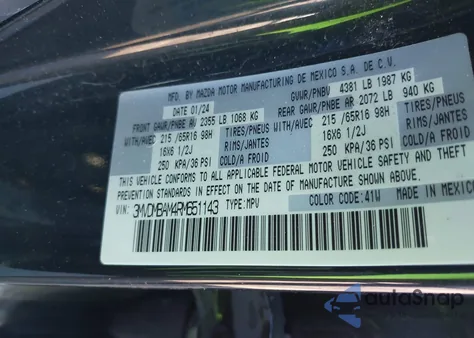 MFD. BY MAZDA MOTOR MANUFACTURING DE MEXICO S.A. DE C.V.
DATE 01/24 GVWR/PNBV 4381 LB 1987 KG
FRONT GAWR/PNBE AV 2355 LB 1068 KG REAR GAWR/PNBE AR 2072 LB 940 KG
WITH/AVEC 215 /65R16 98H TIRES/PNEUS WITH/AVEC 215 /65R16 98H TIRES/PNEUS
16X6 1/2J RIMS/JANTES 16X6 1/2J RIMS/JANTES
250 KPA/36 PSI COLD/A FROID 250 KPA/36 PSI COLD/A FROID
THIS VEHICLE CONFORMS TO ALL APPLICABLE FEDERAL MOTOR VEHICLE SAFETY AND THEFT
PREVENTION STANDARDS IN EFFECT ON THE DATE OF MANUFACTURE SHOWN ABOVE.
VIN: 3MVDMBAM4RM651143 TYPE: MPV COLOR CODE: 41W MADE IN MEXICO
autoSnap